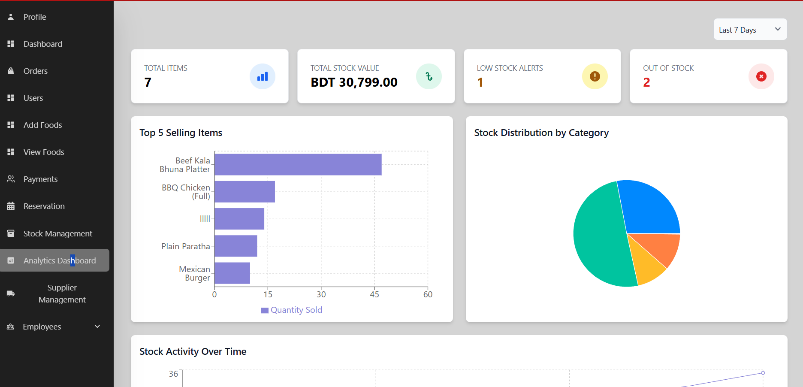 Profile
Dashboard
Orders
Users
Add Foods
View Foods
Payments
Reservation
Stock Management
Analytics Dashboard
Supplier
Management
Employees
Last 7 Days
TOTAL ITEMS
7
TOTAL STOCK VALUE
BDT 30,799.00
LOW STOCK ALERTS
1
OUT OF STOCK
2
Top 5 Selling Items
Beef Kala
Bhuna Platter
BBQ Chicken
(Full)
Plain Paratha
Mexican
Burger
0 15 30 45 60
Quantity Sold
Stock Distribution by Category
Stock Activity Over Time
36